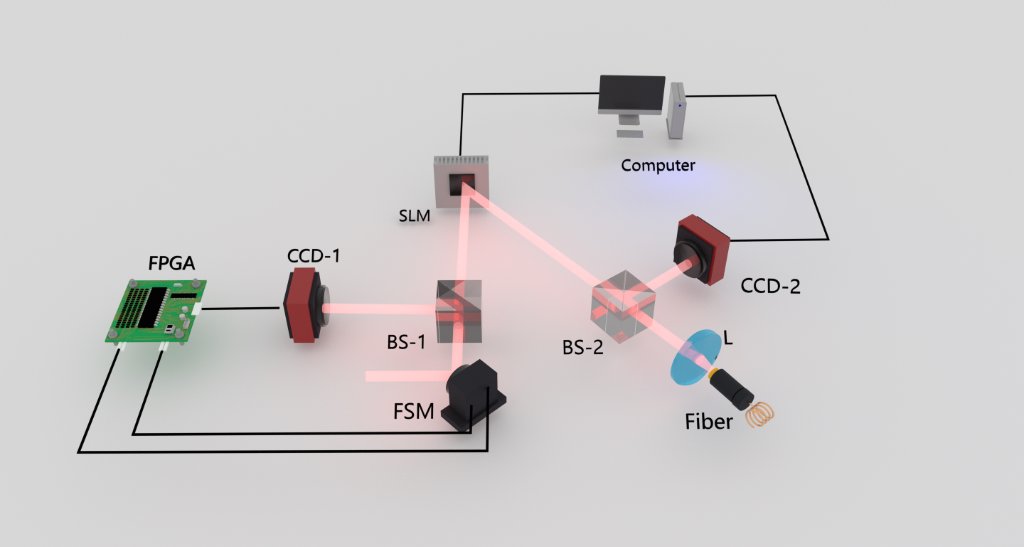 Computer
SLM
CCD-1
FPGA
CCD-2
BS-1
BS-2
L
FSM
Fiber